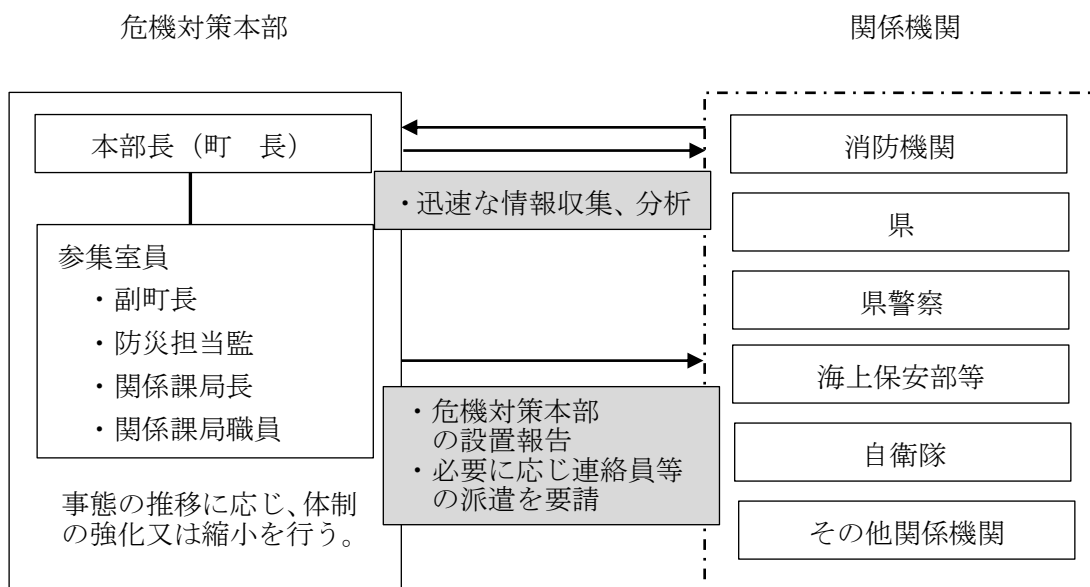 危機対策本部
関係機関
本部長（町　長）
参集室員
・副町長
・防災担当監
・関係課局長
・関係課局職員
事態の推移に応じ、体制
の強化又は縮小を行う。
・迅速な情報収集、分析
・危機対策本部
の設置報告
・必要に応じ連絡員等
の派遣を要請
消防機関
県
県警察
海上保安部等
自衛隊
その他関係機関